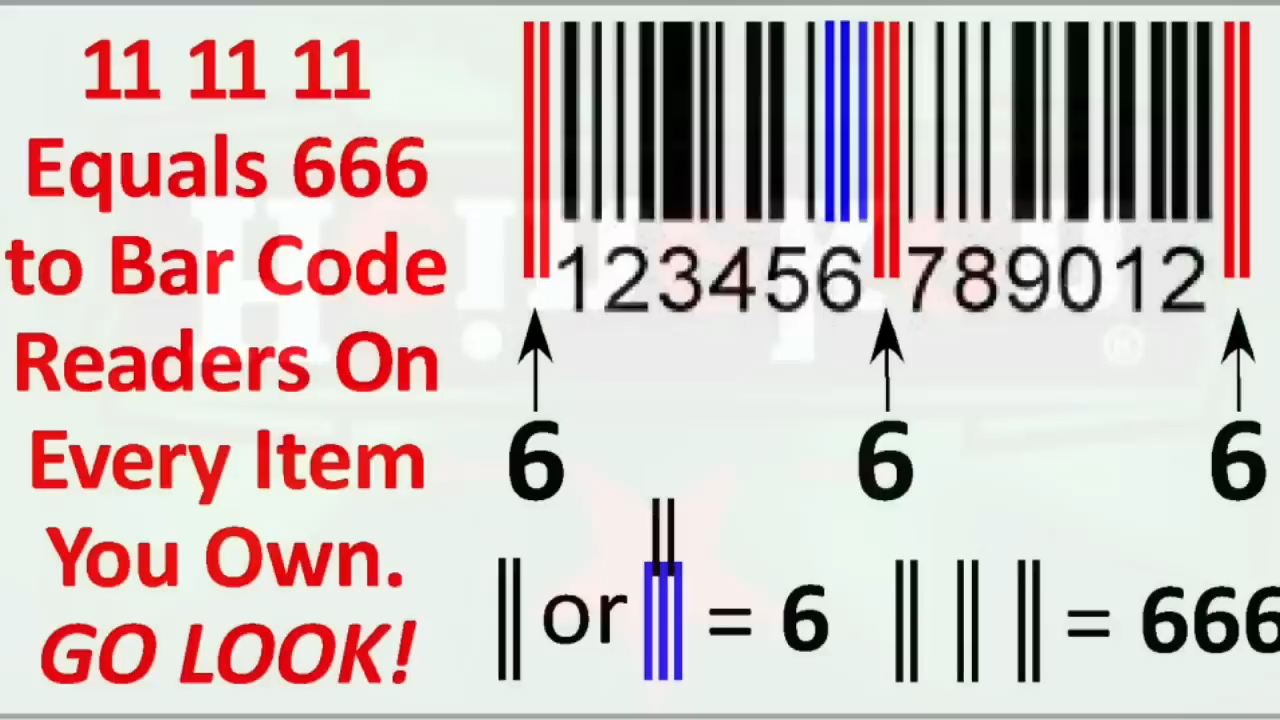 11 11 11
Equals 666
to Bar Code
Readers On
Every Item
You Own.
GO LOOK!
123456 789012
6 6 6
|| or ||| = 6 || || || = 666